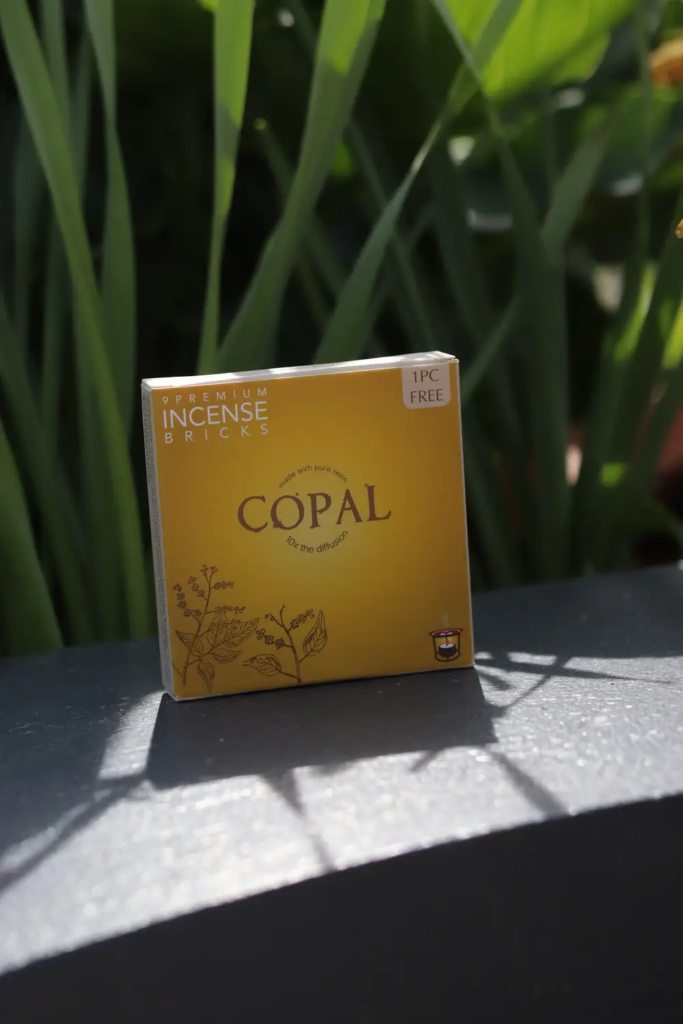 9 PREMIUM
INCENSE
BRICKS
1PC
FREE
made with pure resin
COPAL
10x the diffusion